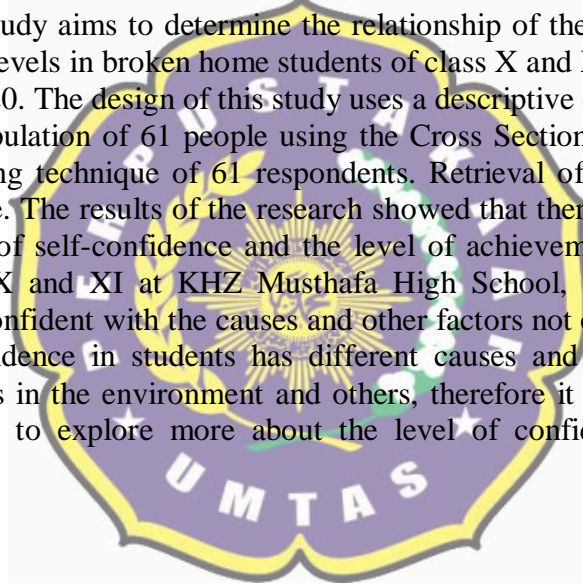 udy aims to determine the relationship of the
evels in broken home students of class X and
0. The design of this study uses a descriptive
pulation of 61 people using the Cross Section
ng technique of 61 respondents. Retrieval of
e. The results of the research showed that ther
of self-confidence and the level of achievem
X and XI at KHZ Musthafa High School,
onfident with the causes and other factors not
dence in students has different causes and
s in the environment and others, therefore it
to explore more about the level of confi
PERPUSTAKAAN
UMTAS